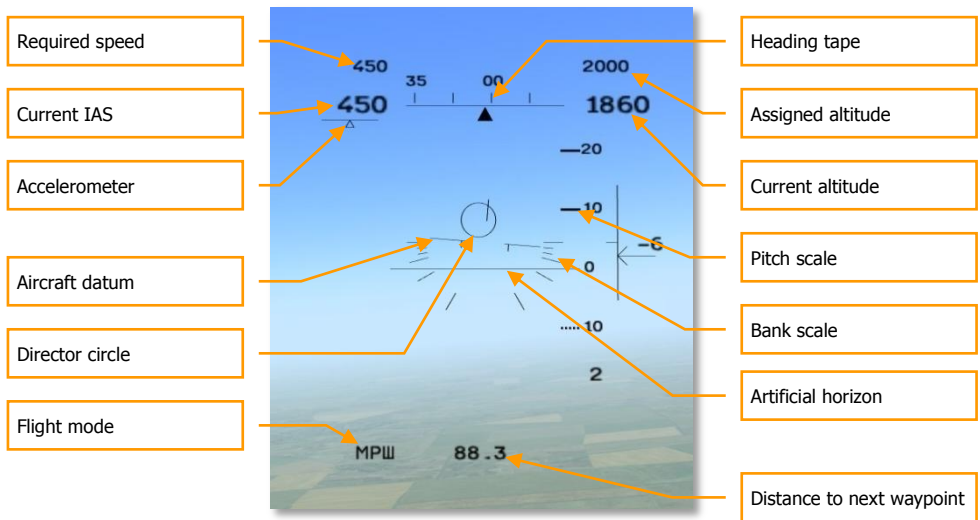 Required speed
Current IAS
Accelerometer
Aircraft datum
Director circle
Flight mode
450
35 00
2000
450
1860
20
10
-6
0
10
2
МРШ 88.3
Heading tape
Assigned altitude
Current altitude
Pitch scale
Bank scale
Artificial horizon
Distance to next waypoint